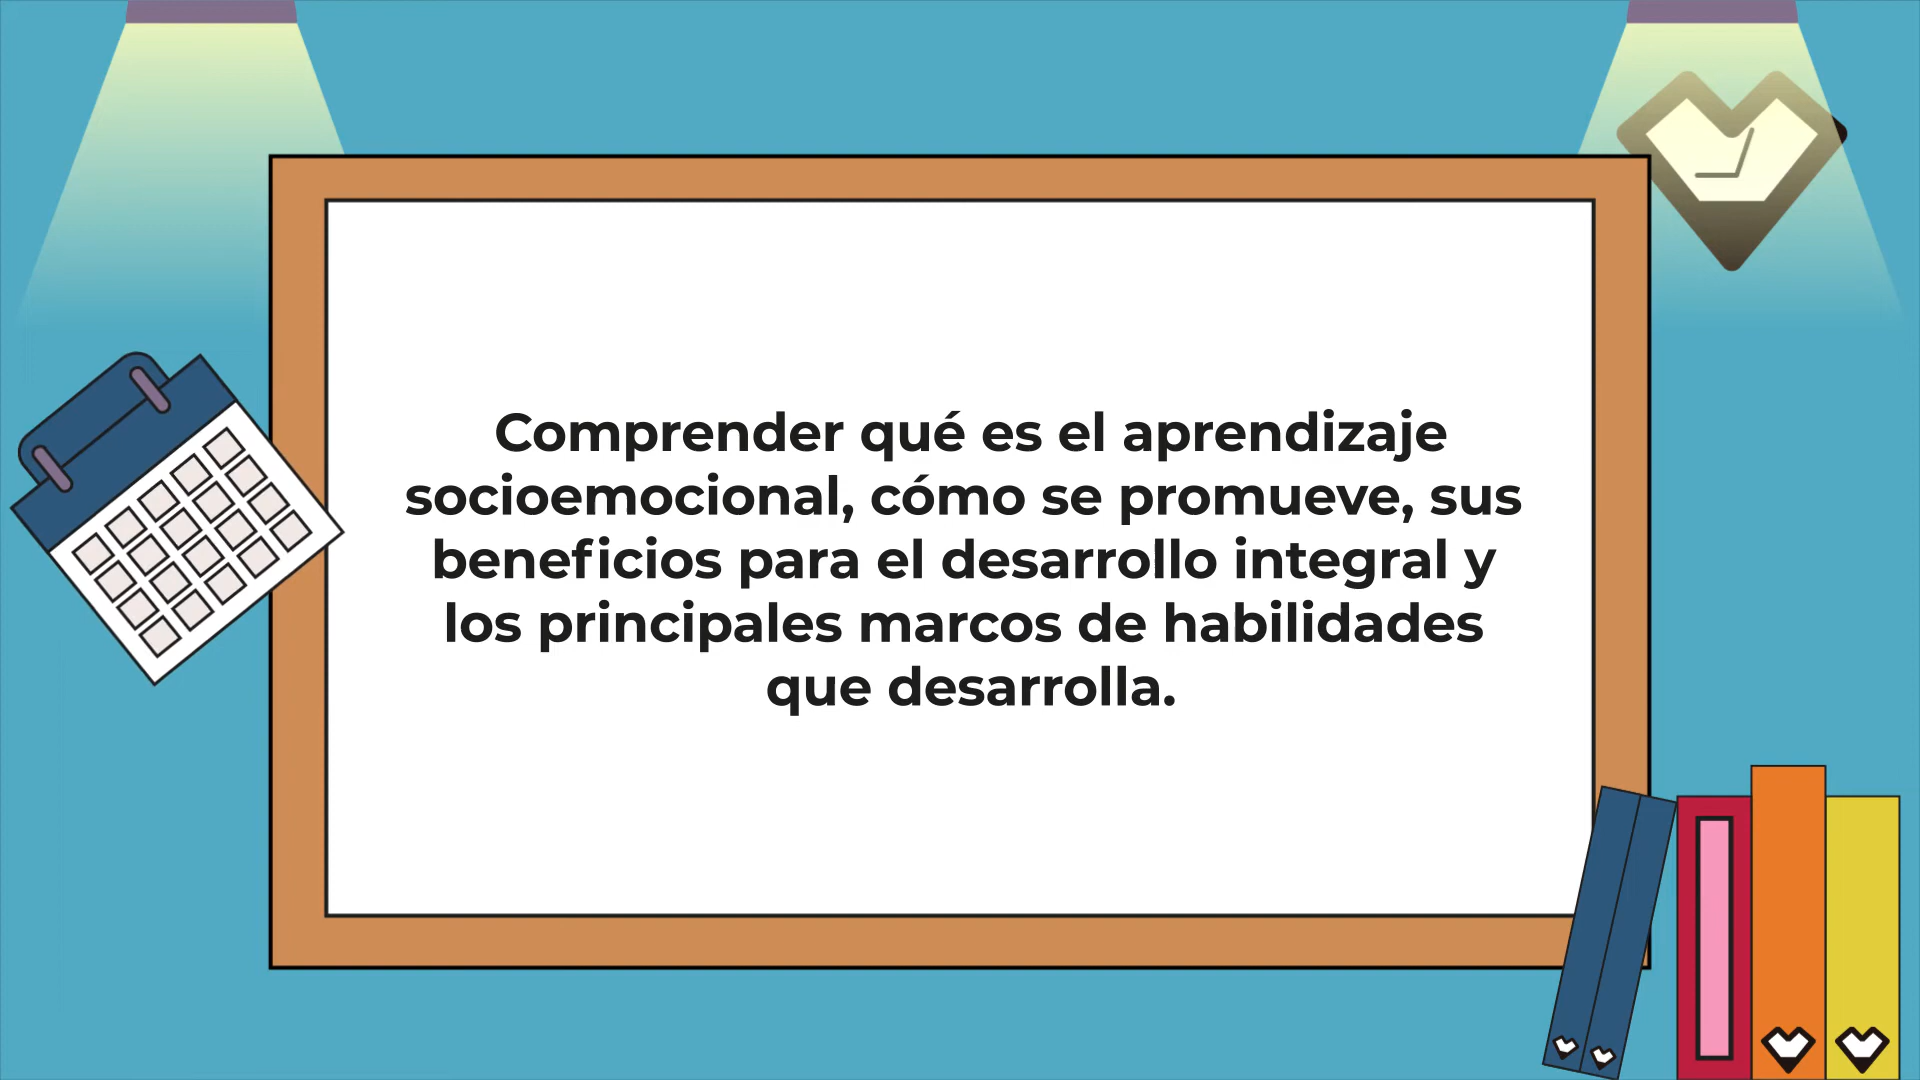 Comprender qué es el aprendizaje
socioemocional, cómo se promueve, sus
beneficios para el desarrollo integral y
los principales marcos de habilidades
que desarrolla.